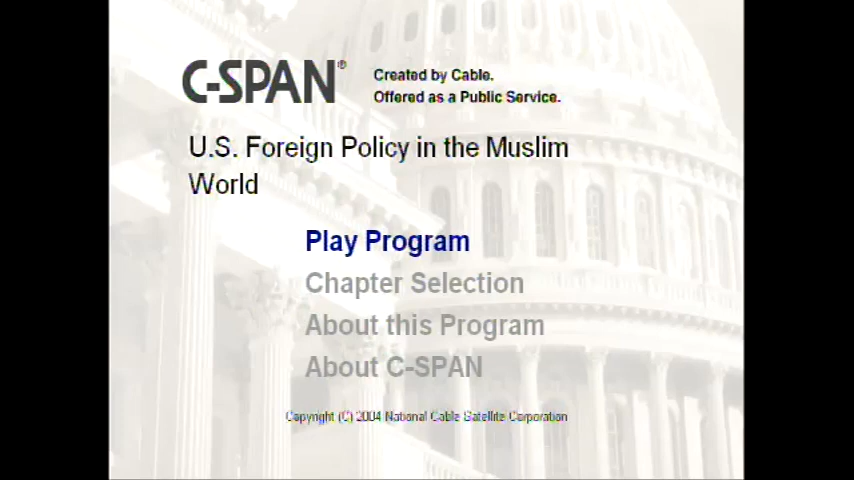 C-SPAN®
Created by Cable.
Offered as a Public Service.
U.S. Foreign Policy in the Muslim
World
Play Program
Chapter Selection
About this Program
About C-SPAN
Copyright (C) 2004 National Cable Satellite Corporation